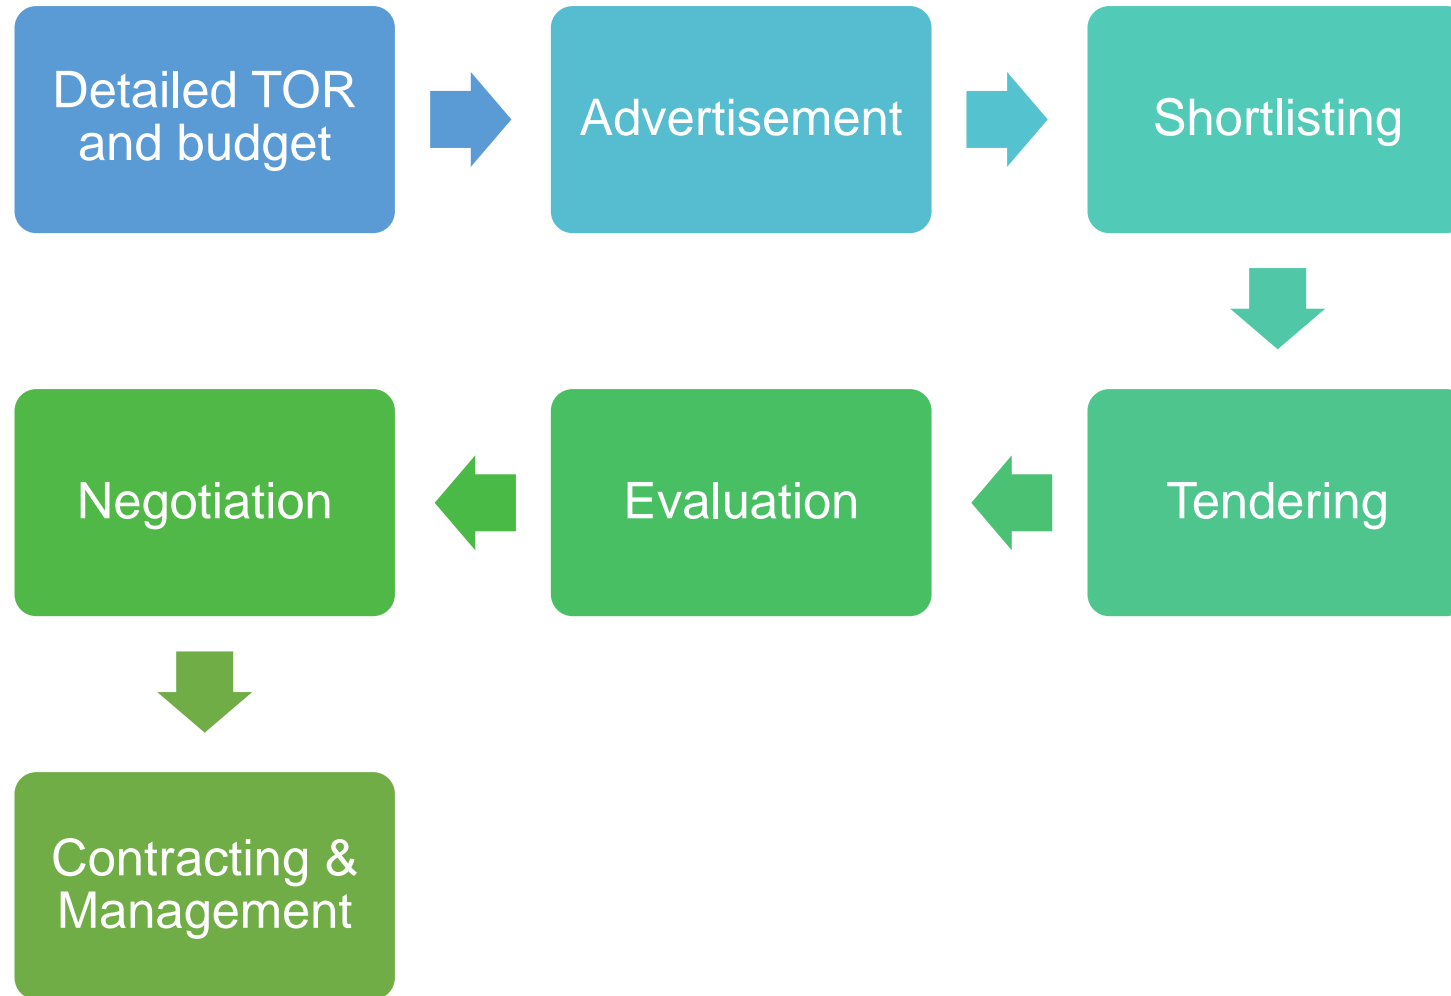 Detailed TOR
and budget
Advertisement
Shortlisting
Tendering
Evaluation
Negotiation
Contracting &
Management